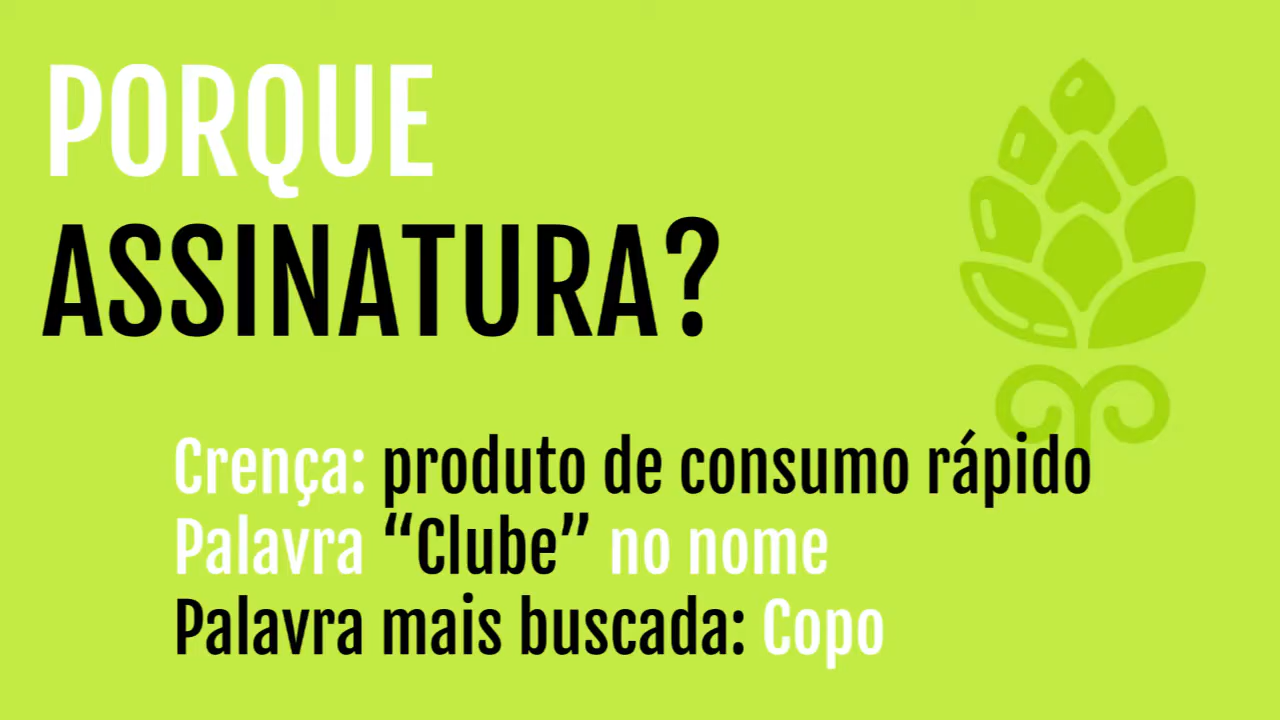 PORQUE
ASSINATURA?
Crença: produto de consumo rápido
Palavra “Clube” no nome
Palavra mais buscada: Copo